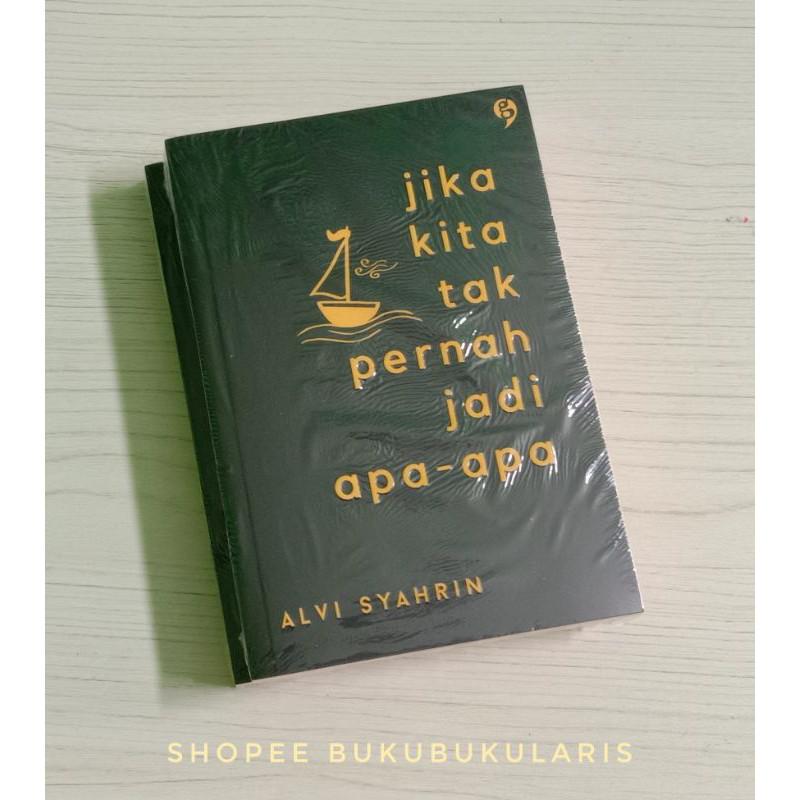 g
jika
kita
tak
pernah
jadi
apa-apa
ALVI SYAHRIN
SHOPEE BUKUBUKULARIS